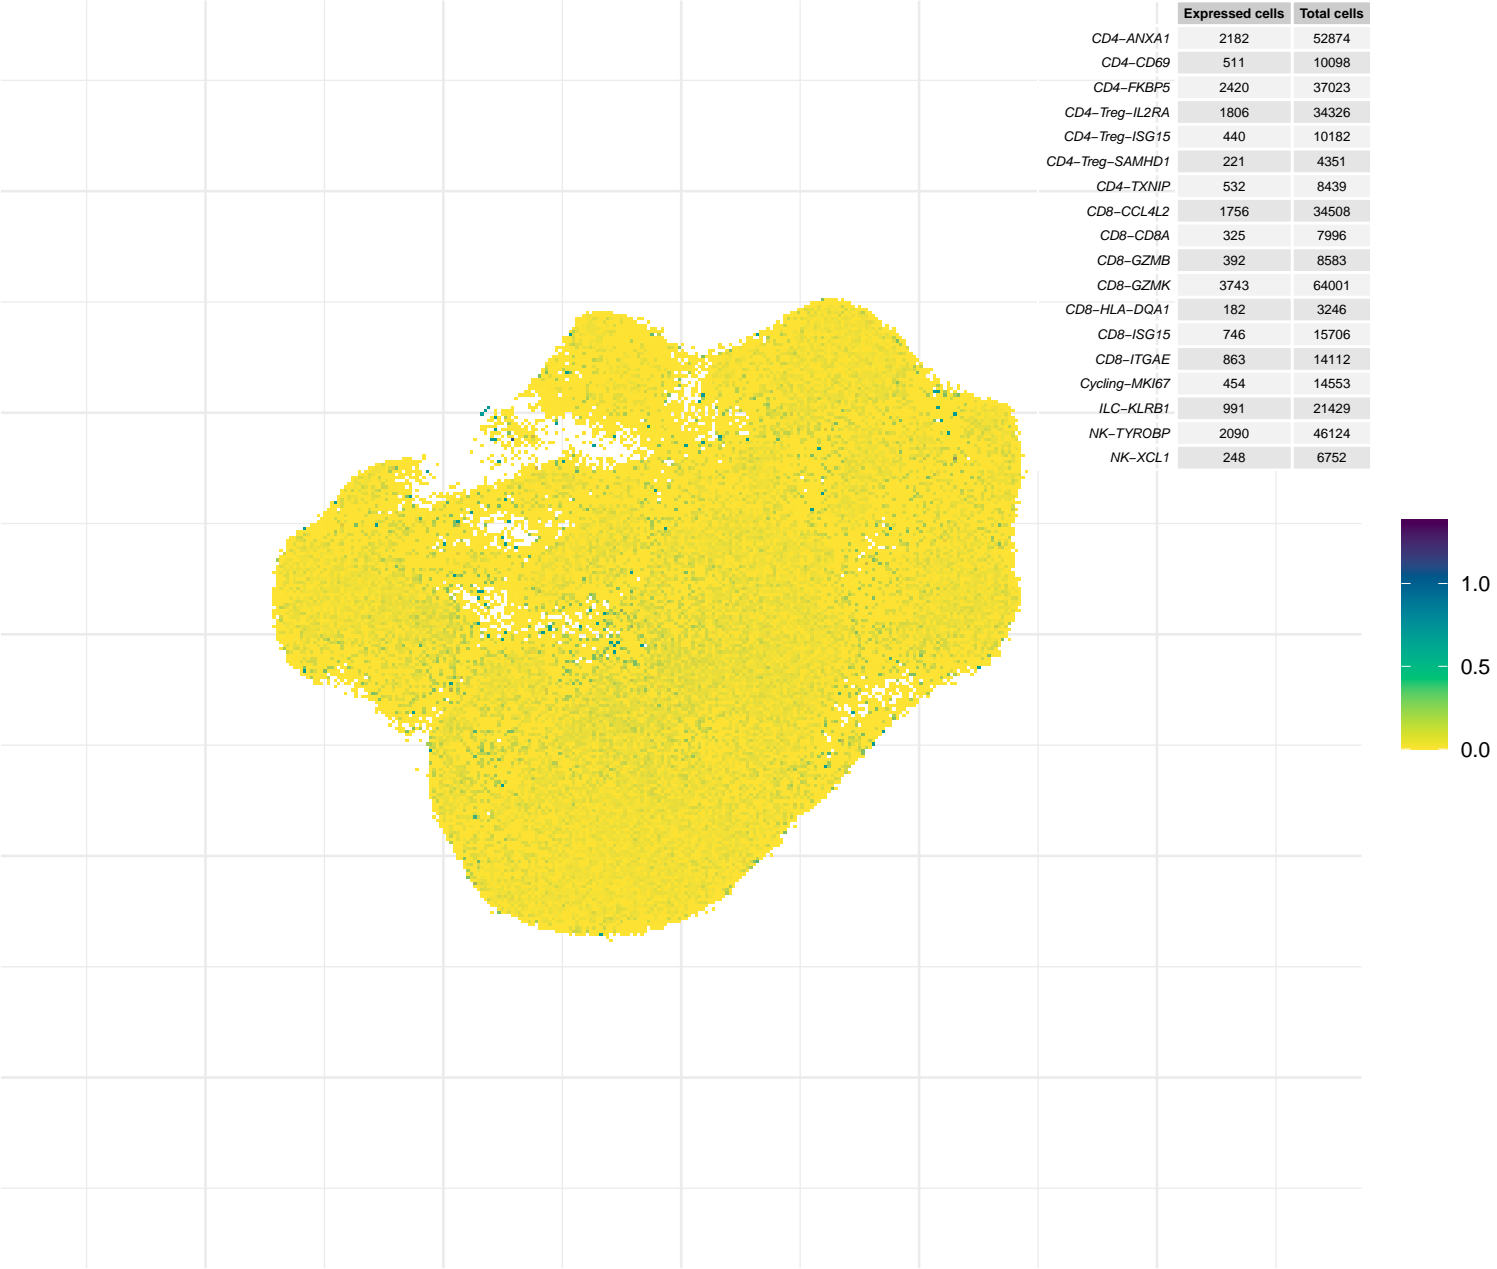 Expressed cells Total cells
CD4−ANXA1 2182 52874
CD4−CD69 511 10098
CD4−FKBP5 2420 37023
CD4−Treg−IL2RA 1806 34326
CD4−Treg−ISG15 440 10182
CD4−Treg−SAMHD1 221 4351
CD4−TXNIP 532 8439
CD8−CCL4L2 1756 34508
CD8−CD8A 325 7996
CD8−GZMB 392 8583
CD8−GZMK 3743 64001
CD8−HLA−DQA1 182 3246
CD8−ISG15 746 15706
CD8−ITGAE 863 14112
Cycling−MKI67 454 14553
ILC−KLRB1 991 21429
NK−TYROBP 2090 46124
NK−XCL1 248 6752
1.0
0.5
0.0